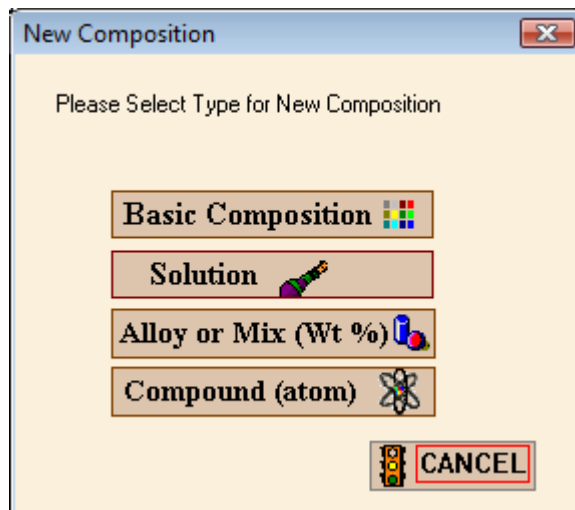 New Composition
Please Select Type for New Composition
Basic Composition
Solution
Alloy or Mix (Wt %)
Compound (atom)
CANCEL